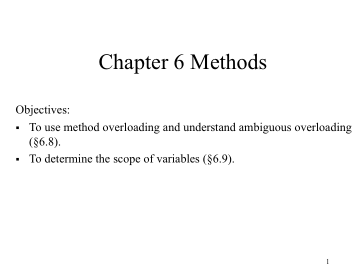 Chapter 6 Methods
Objectives:
▪ To use method overloading and understand ambiguous overloading
(§6.8).
▪ To determine the scope of variables (§6.9).
1